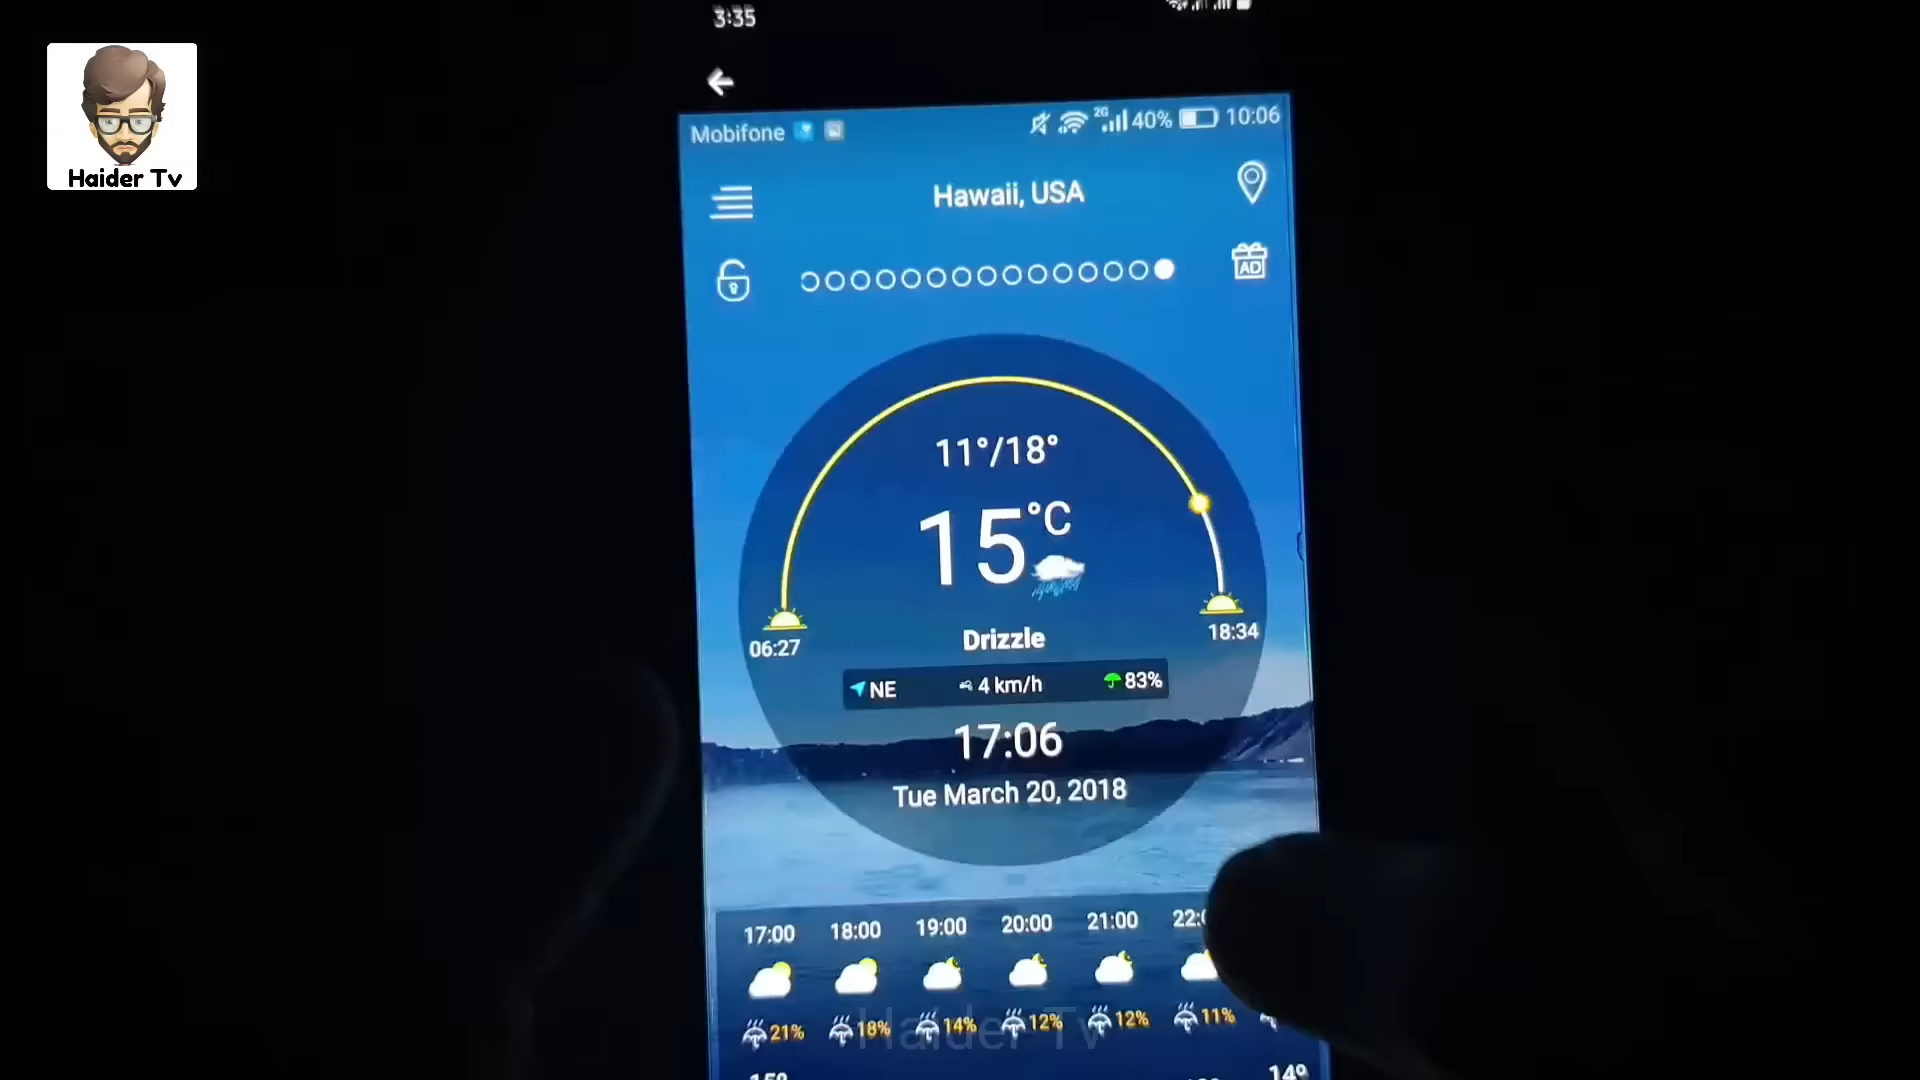 3:35
Haider Tv
Mobifone 2G 40% 10:06
Hawaii, USA
AD
11°/18°
15°C
06:27 Drizzle 18:34
NE 4 km/h 83%
17:06
Tue March 20, 2018
17:00 18:00 19:00 20:00 21:00
21% 18% 14% 12% 12% 11%
Haider Tv
14°